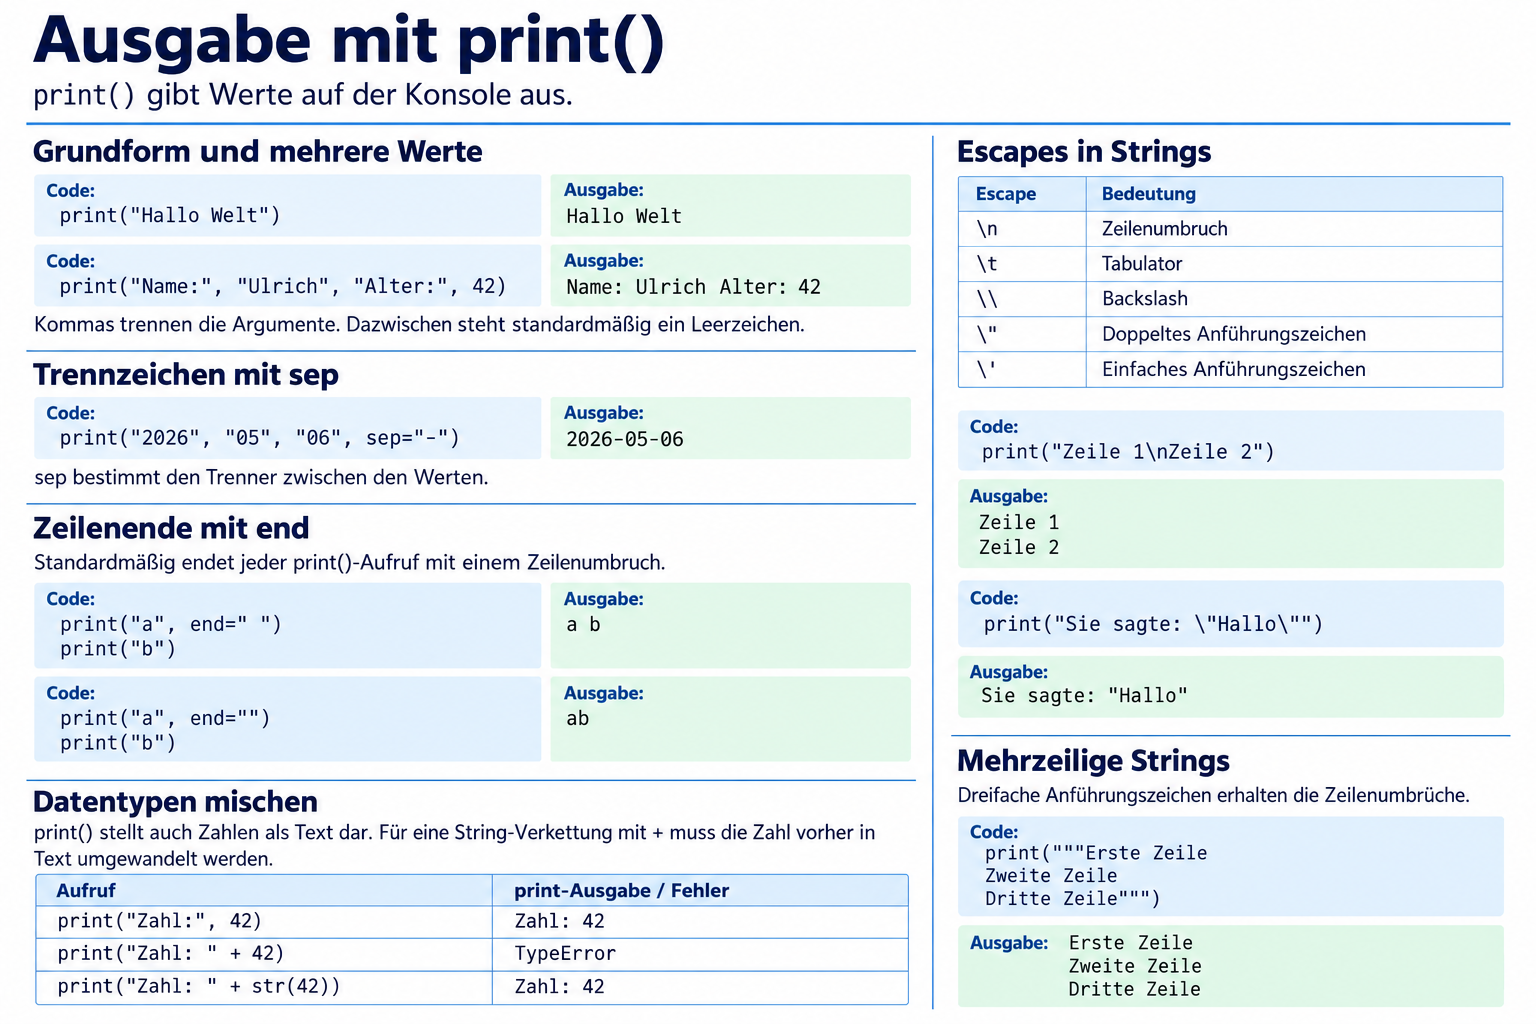 Ausgabe mit print()
print() gibt Werte auf der Konsole aus.
Grundform und mehrere Werte
Code:
print("Hallo Welt")
Ausgabe:
Hallo Welt
Code:
print("Name:", "Ulrich", "Alter:", 42)
Ausgabe:
Name: Ulrich Alter: 42
Kommas trennen die Argumente. Dazwischen steht standardmäßig ein Leerzeichen.
Trennzeichen mit sep
Code:
print("2026", "05", "06", sep="-")
Ausgabe:
2026-05-06
sep bestimmt den Trenner zwischen den Werten.
Zeilenende mit end
Standardmäßig endet jeder print()-Aufruf mit einem Zeilenumbruch.
Code:
print("a", end=" ")
print("b")
Ausgabe:
a b
Code:
print("a", end="")
print("b")
Ausgabe:
ab
Datentypen mischen
print() stellt auch Zahlen als Text dar. Für eine String-Verkettung mit + muss die Zahl vorher in
Text umgewandelt werden.
Aufruf print-Ausgabe / Fehler
print("Zahl:", 42) Zahl: 42
print("Zahl: " + 42) TypeError
print("Zahl: " + str(42)) Zahl: 42
Escapes in Strings
Escape Bedeutung
\n Zeilenumbruch
\t Tabulator
\\ Backslash
\" Doppeltes Anführungszeichen
\' Einfaches Anführungszeichen
Code:
print("Zeile 1\nZeile 2")
Ausgabe:
Zeile 1
Zeile 2
Code:
print("Sie sagte: \"Hallo\"")
Ausgabe:
Sie sagte: "Hallo"
Mehrzeilige Strings
Dreifache Anführungszeichen erhalten die Zeilenumbrüche.
Code:
print("""Erste Zeile
Zweite Zeile
Dritte Zeile""")
Ausgabe: Erste Zeile
Zweite Zeile
Dritte Zeile